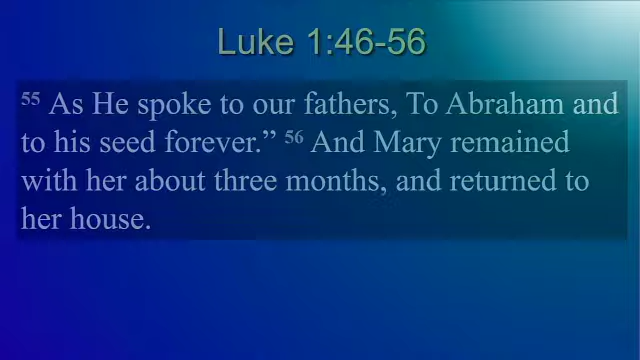 Luke 1:46-56
55 As He spoke to our fathers, To Abraham and
to his seed forever.” 56 And Mary remained
with her about three months, and returned to
her house.